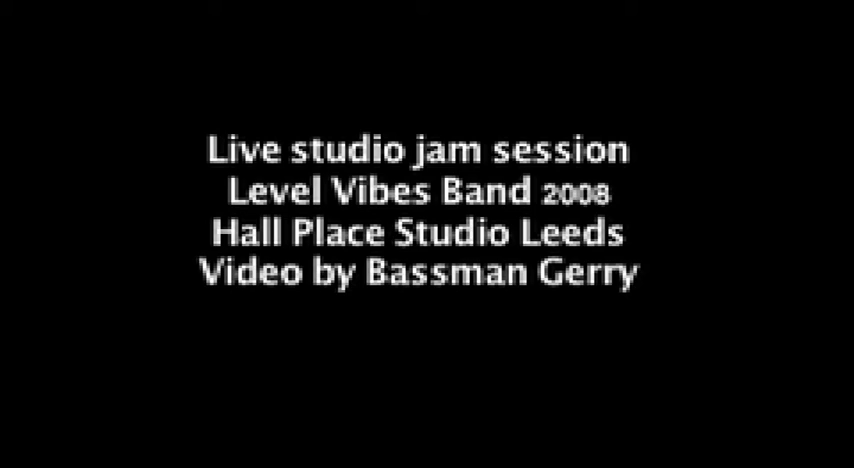 Live studio jam session
Level Vibes Band 2008
Hall Place Studio Leeds
Video by Bassman Gerry